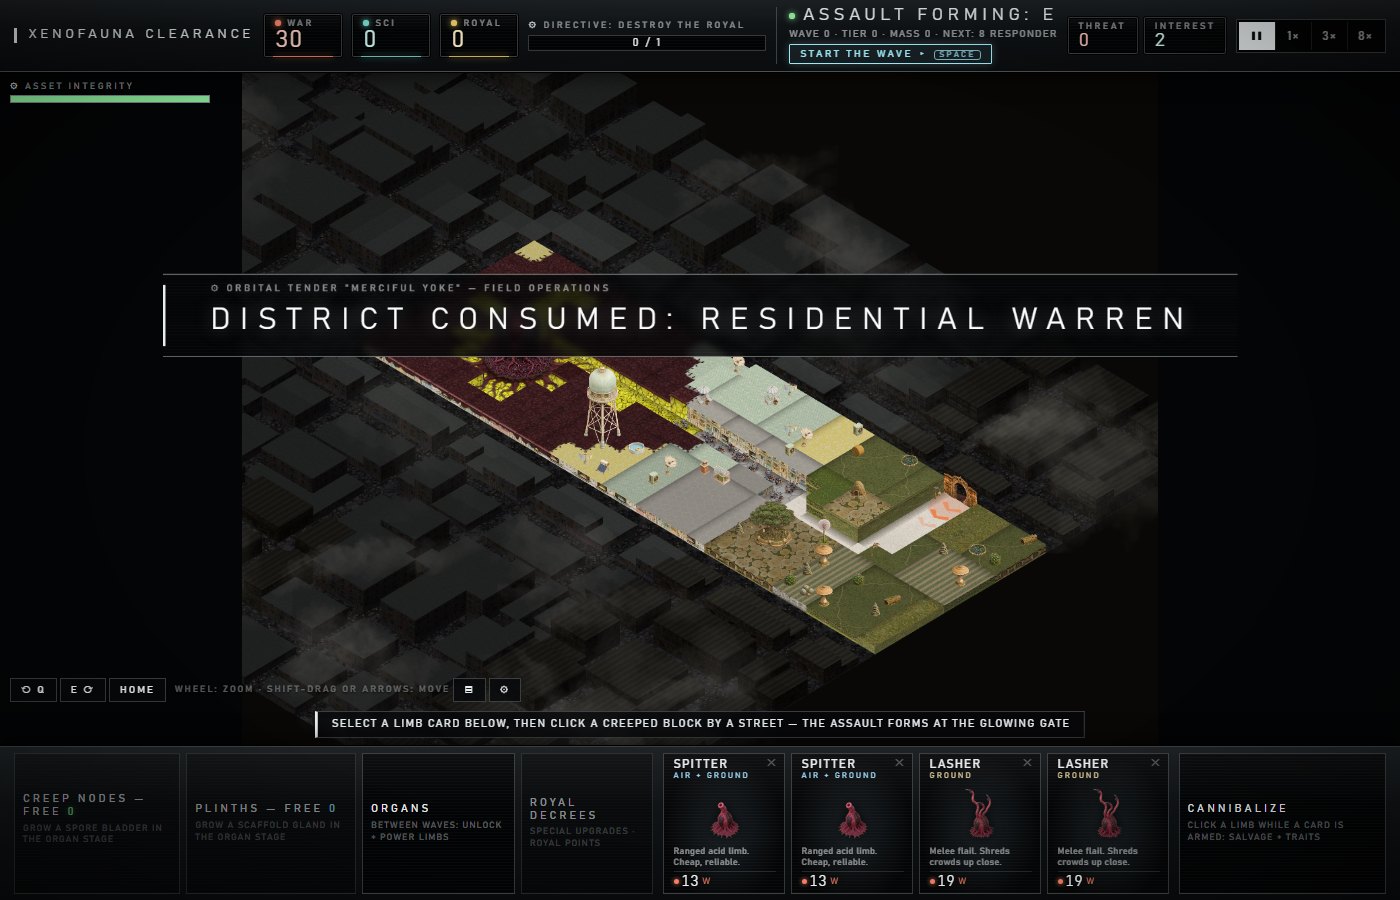 XENOFAUNA CLEARANCE
WAR
30
SCI
0
ROYAL
0
DIRECTIVE: DESTROY THE ROYAL
0 / 1
ASSAULT FORMING: E
WAVE 0 · TIER 0 · MASS 0 · NEXT: 8 RESPONDER
START THE WAVE ▸ SPACE
THREAT
0
INTEREST
2
1×
3×
8×
ASSET INTEGRITY
ORBITAL TENDER "MERCIFUL YOKE" — FIELD OPERATIONS
DISTRICT CONSUMED: RESIDENTIAL WARREN
Q
E
HOME
WHEEL: ZOOM · SHIFT-DRAG OR ARROWS: MOVE
SELECT A LIMB CARD BELOW, THEN CLICK A CREEPED BLOCK BY A STREET — THE ASSAULT FORMS AT THE GLOWING GATE
CREEP NODES —
FREE 0
GROW A SPORE BLADDER IN
THE ORGAN STAGE
PLINTHS — FREE 0
GROW A SCAFFOLD GLAND IN
THE ORGAN STAGE
ORGANS
BETWEEN WAVES: UNLOCK
+ POWER LIMBS
ROYAL
DECREES
SPECIAL UPGRADES ·
ROYAL POINTS
SPITTER
AIR + GROUND
Ranged acid limb.
Cheap, reliable.
13 W
SPITTER
AIR + GROUND
Ranged acid limb.
Cheap, reliable.
13 W
LASHER
GROUND
Melee flail. Shreds
crowds up close.
19 W
LASHER
GROUND
Melee flail. Shreds
crowds up close.
19 W
CANNIBALIZE
CLICK A LIMB WHILE A CARD IS
ARMED: SALVAGE + TRAITS